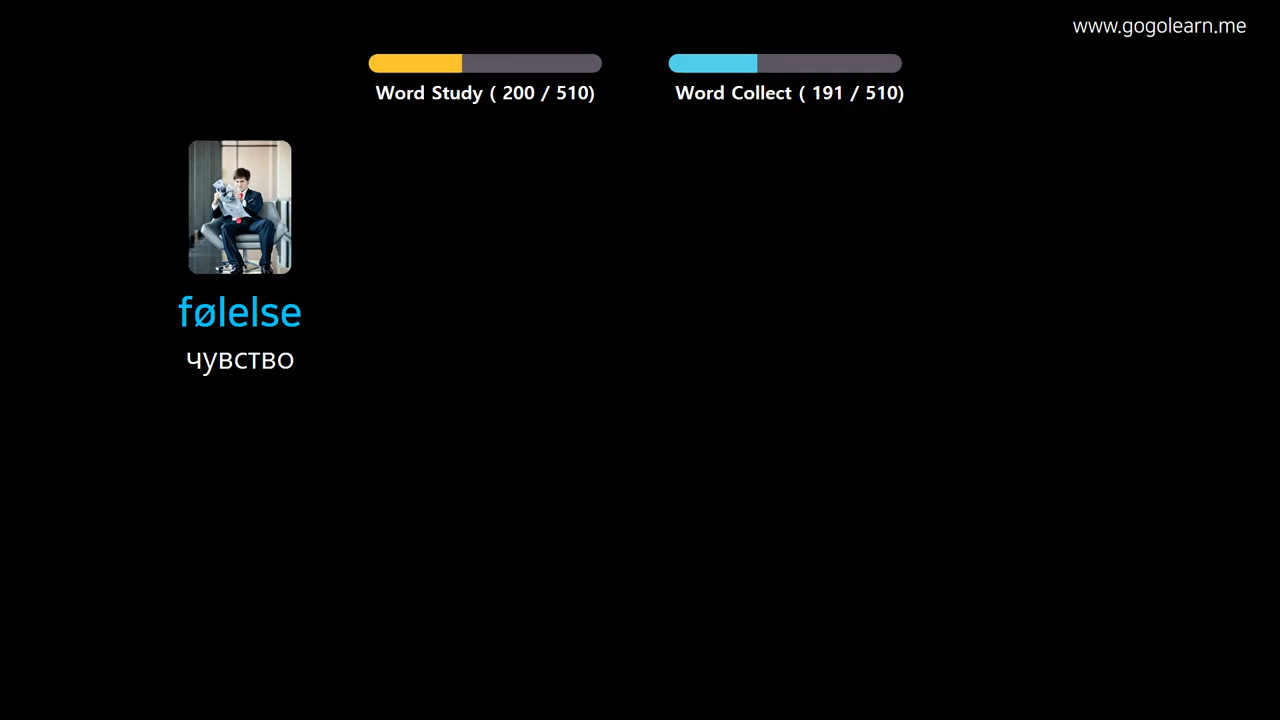 www.gogolearn.me
Word Study ( 200 / 510)
Word Collect ( 191 / 510)
følelse
чувство